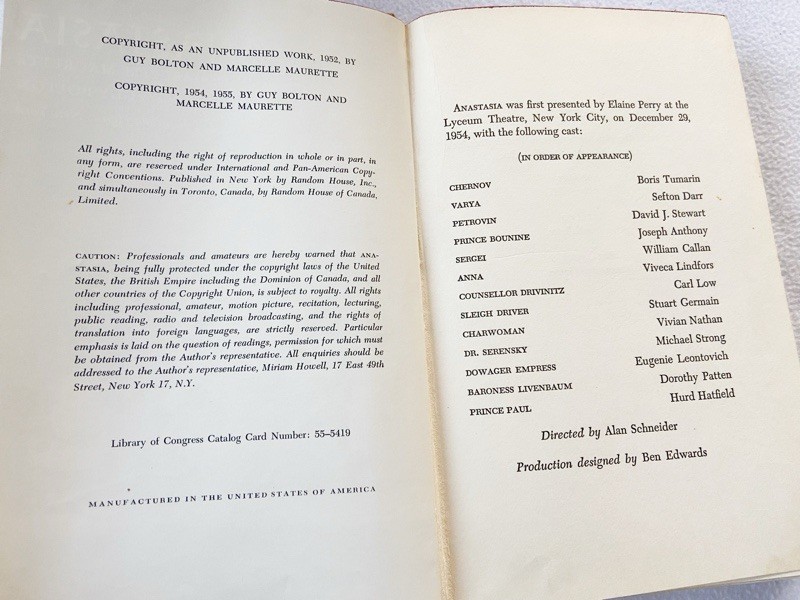 COPYRIGHT, AS AN UNPUBLISHED WORK, 1952, BY
GUY BOLTON AND MARCELLE MAURETTE
COPYRIGHT, 1954, 1955, BY GUY BOLTON AND
MARCELLE MAURETTE
All rights, including the right of reproduction in whole or in part, in
any form, are reserved under International and Pan-American Copy-
right Conventions. Published in New York by Random House, Inc.,
and simultaneously in Toronto, Canada, by Random House of Canada,
Limited.
CAUTION: Professionals and amateurs are hereby warned that ANA-
STASIA, being fully protected under the copyright laws of the United
States, the British Empire including the Dominion of Canada, and all
other countries of the Copyright Union, is subject to royalty. All rights
including professional, amateur, motion picture, recitation, lecturing,
public reading, radio and television broadcasting, and the rights of
translation into foreign languages, are strictly reserved. Particular
emphasis is laid on the question of readings, permission for which must
be obtained from the Author's representative. All enquiries should be
addressed to the Author's representative, Miriam Howell, 17 East 49th
Street, New York 17, N.Y.
Library of Congress Catalog Card Number: 55-5419
MANUFACTURED IN THE UNITED STATES OF AMERICA
ANASTASIA was first presented by Elaine Perry at the
Lyceum Theatre, New York City, on December 29,
1954, with the following cast:
(IN ORDER OF APPEARANCE)
CHERNOV Boris Tumarin
VARYA Sefton Darr
PETROVIN David J. Stewart
PRINCE BOUNINE Joseph Anthony
SERGEI William Callan
ANNA Viveca Lindfors
COUNSELLOR DRIVINITZ Carl Low
SLEIGH DRIVER Stuart Germain
CHARWOMAN Vivian Nathan
DR. SERENSKY Michael Strong
DOWAGER EMPRESS Eugenie Leontovich
BARONESS LIVENBAUM Dorothy Patten
PRINCE PAUL Hurd Hatfield
Directed by Alan Schneider
Production designed by Ben Edwards